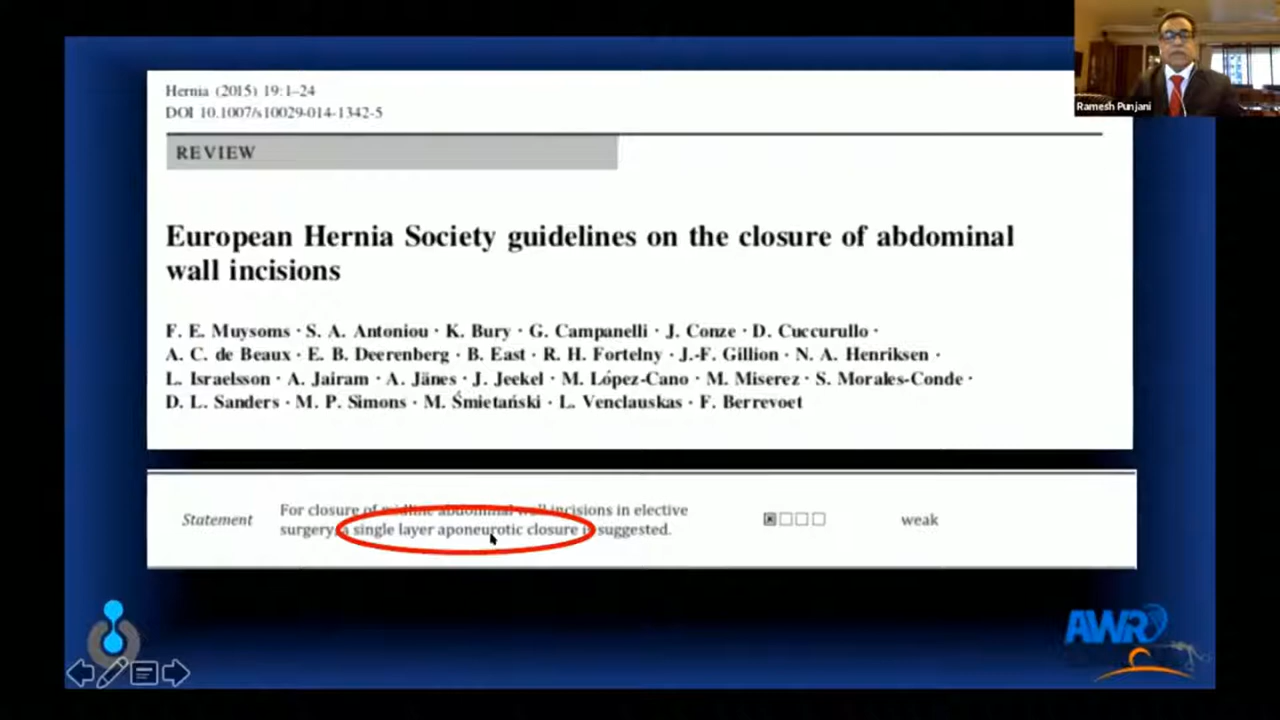 Ramesh Punjani
Hernia (2015) 19:1–24
DOI 10.1007/s10029-014-1342-5
REVIEW
European Hernia Society guidelines on the closure of abdominal
wall incisions
F. E. Muysoms · S. A. Antoniou · K. Bury · G. Campanelli · J. Conze · D. Cuccurullo ·
A. C. de Beaux · E. B. Deerenberg · B. East · R. H. Fortelny · J.-F. Gillion · N. A. Henriksen ·
L. Israelsson · A. Jairam · A. Jänes · J. Jeekel · M. López-Cano · M. Miserez · S. Morales-Conde ·
D. L. Sanders · M. P. Simons · M. Śmietański · L. Venclauskas · F. Berrevoet
Statement
For closure of midline abdominal wall incisions in elective
surgery, a single layer aponeurotic closure is suggested.
weak
AWR